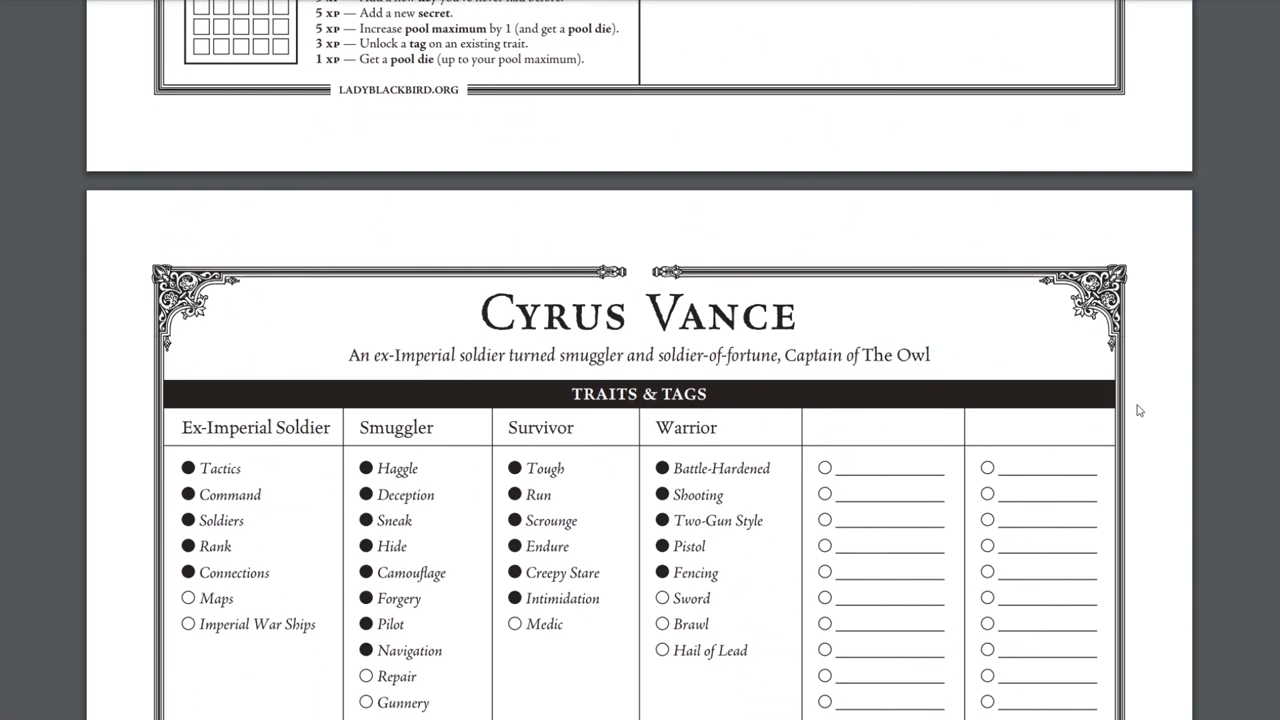 5 XP — Add a new secret.
5 XP — Increase pool maximum by 1 (and get a pool die).
3 XP — Unlock a tag on an existing trait.
1 XP — Get a pool die (up to your pool maximum).
LADYBLACKBIRD.ORG
Cyrus Vance
An ex-Imperial soldier turned smuggler and soldier-of-fortune, Captain of The Owl
TRAITS & TAGS
Ex-Imperial Soldier
Tactics
Command
Soldiers
Rank
Connections
Maps
Imperial War Ships
Smuggler
Haggle
Deception
Sneak
Hide
Camouflage
Forgery
Pilot
Navigation
Repair
Gunnery
Survivor
Tough
Run
Scrounge
Endure
Creepy Stare
Intimidation
Medic
Warrior
Battle-Hardened
Shooting
Two-Gun Style
Pistol
Fencing
Sword
Brawl
Hail of Lead